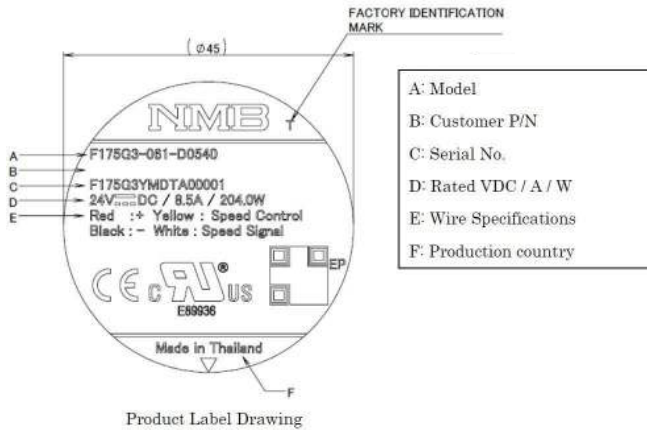 FACTORY IDENTIFICATION
MARK
(φ45)
NMB T
A F175G3-061-D0540
B
C F175G3YMDTA00001
D 24V DC / 8.5A / 204.0W
E Red :+ Yellow : Speed Control
Black : - White : Speed Signal
CE c RU ® US EP
E89936
Made in Thailand
F
Product Label Drawing
A: Model
B: Customer P/N
C: Serial No.
D: Rated VDC / A / W
E: Wire Specifications
F: Production country